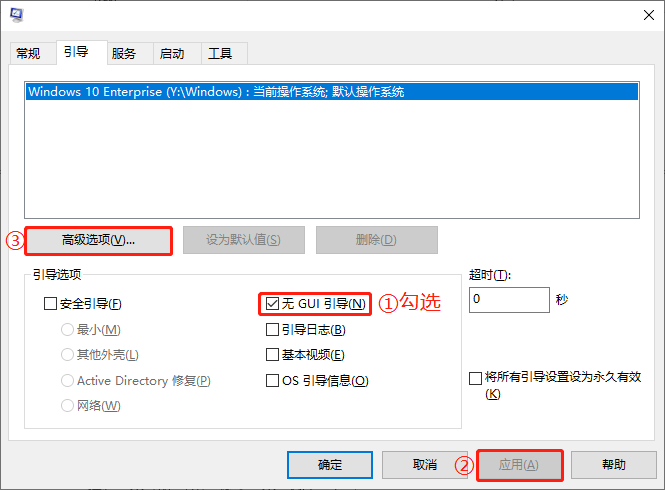 常规 引导 服务 启动 工具
Windows 10 Enterprise (Y:\Windows) : 当前操作系统; 默认操作系统
③ 高级选项(V)... 设为默认值(S) 删除(D)
引导选项
超时(T):
安全引导(F) 无 GUI 引导(N) ①勾选 0 秒
最小(M) 引导日志(B)
其他外壳(L) 基本视频(E)
Active Directory 修复(P) OS 引导信息(O)
网络(W)
将所有引导设置设为永久有效
(K)
确定 取消 ② 应用(A) 帮助